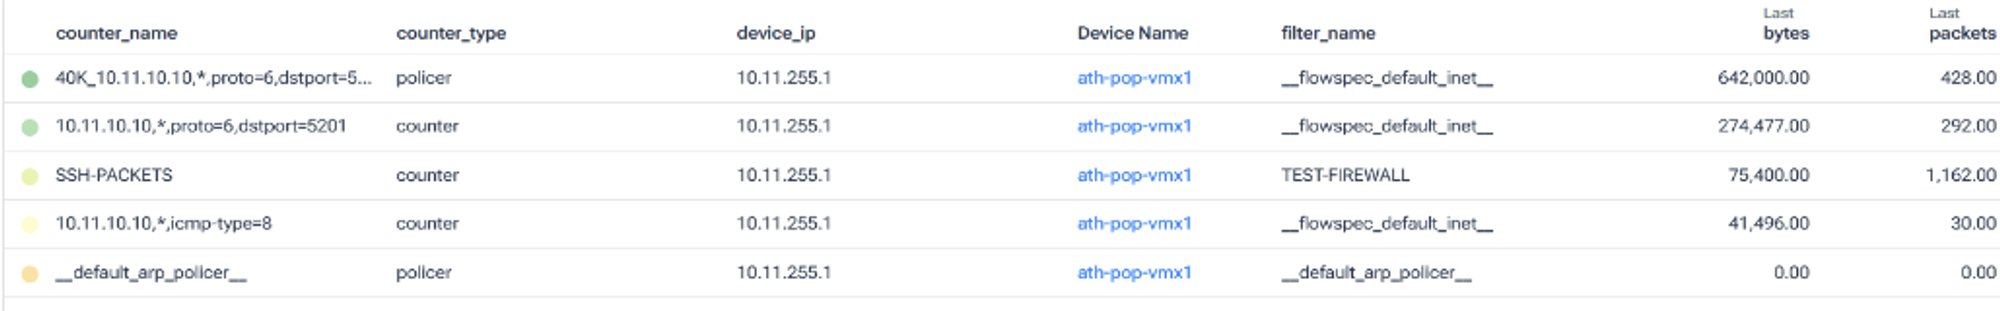 Last Last
counter_name counter_type device_ip Device Name filter_name bytes packets
40K_10.11.10.10,*,proto=6,dstport=5... policer 10.11.255.1 ath-pop-vmx1 __flowspec_default_inet__ 642,000.00 428.00
10.11.10.10,*,proto=6,dstport=5201 counter 10.11.255.1 ath-pop-vmx1 __flowspec_default_inet__ 274,477.00 292.00
SSH-PACKETS counter 10.11.255.1 ath-pop-vmx1 TEST-FIREWALL 75,400.00 1,162.00
10.11.10.10,*,icmp-type=8 counter 10.11.255.1 ath-pop-vmx1 __flowspec_default_inet__ 41,496.00 30.00
__default_arp_policer__ policer 10.11.255.1 ath-pop-vmx1 __default_arp_policer__ 0.00 0.00